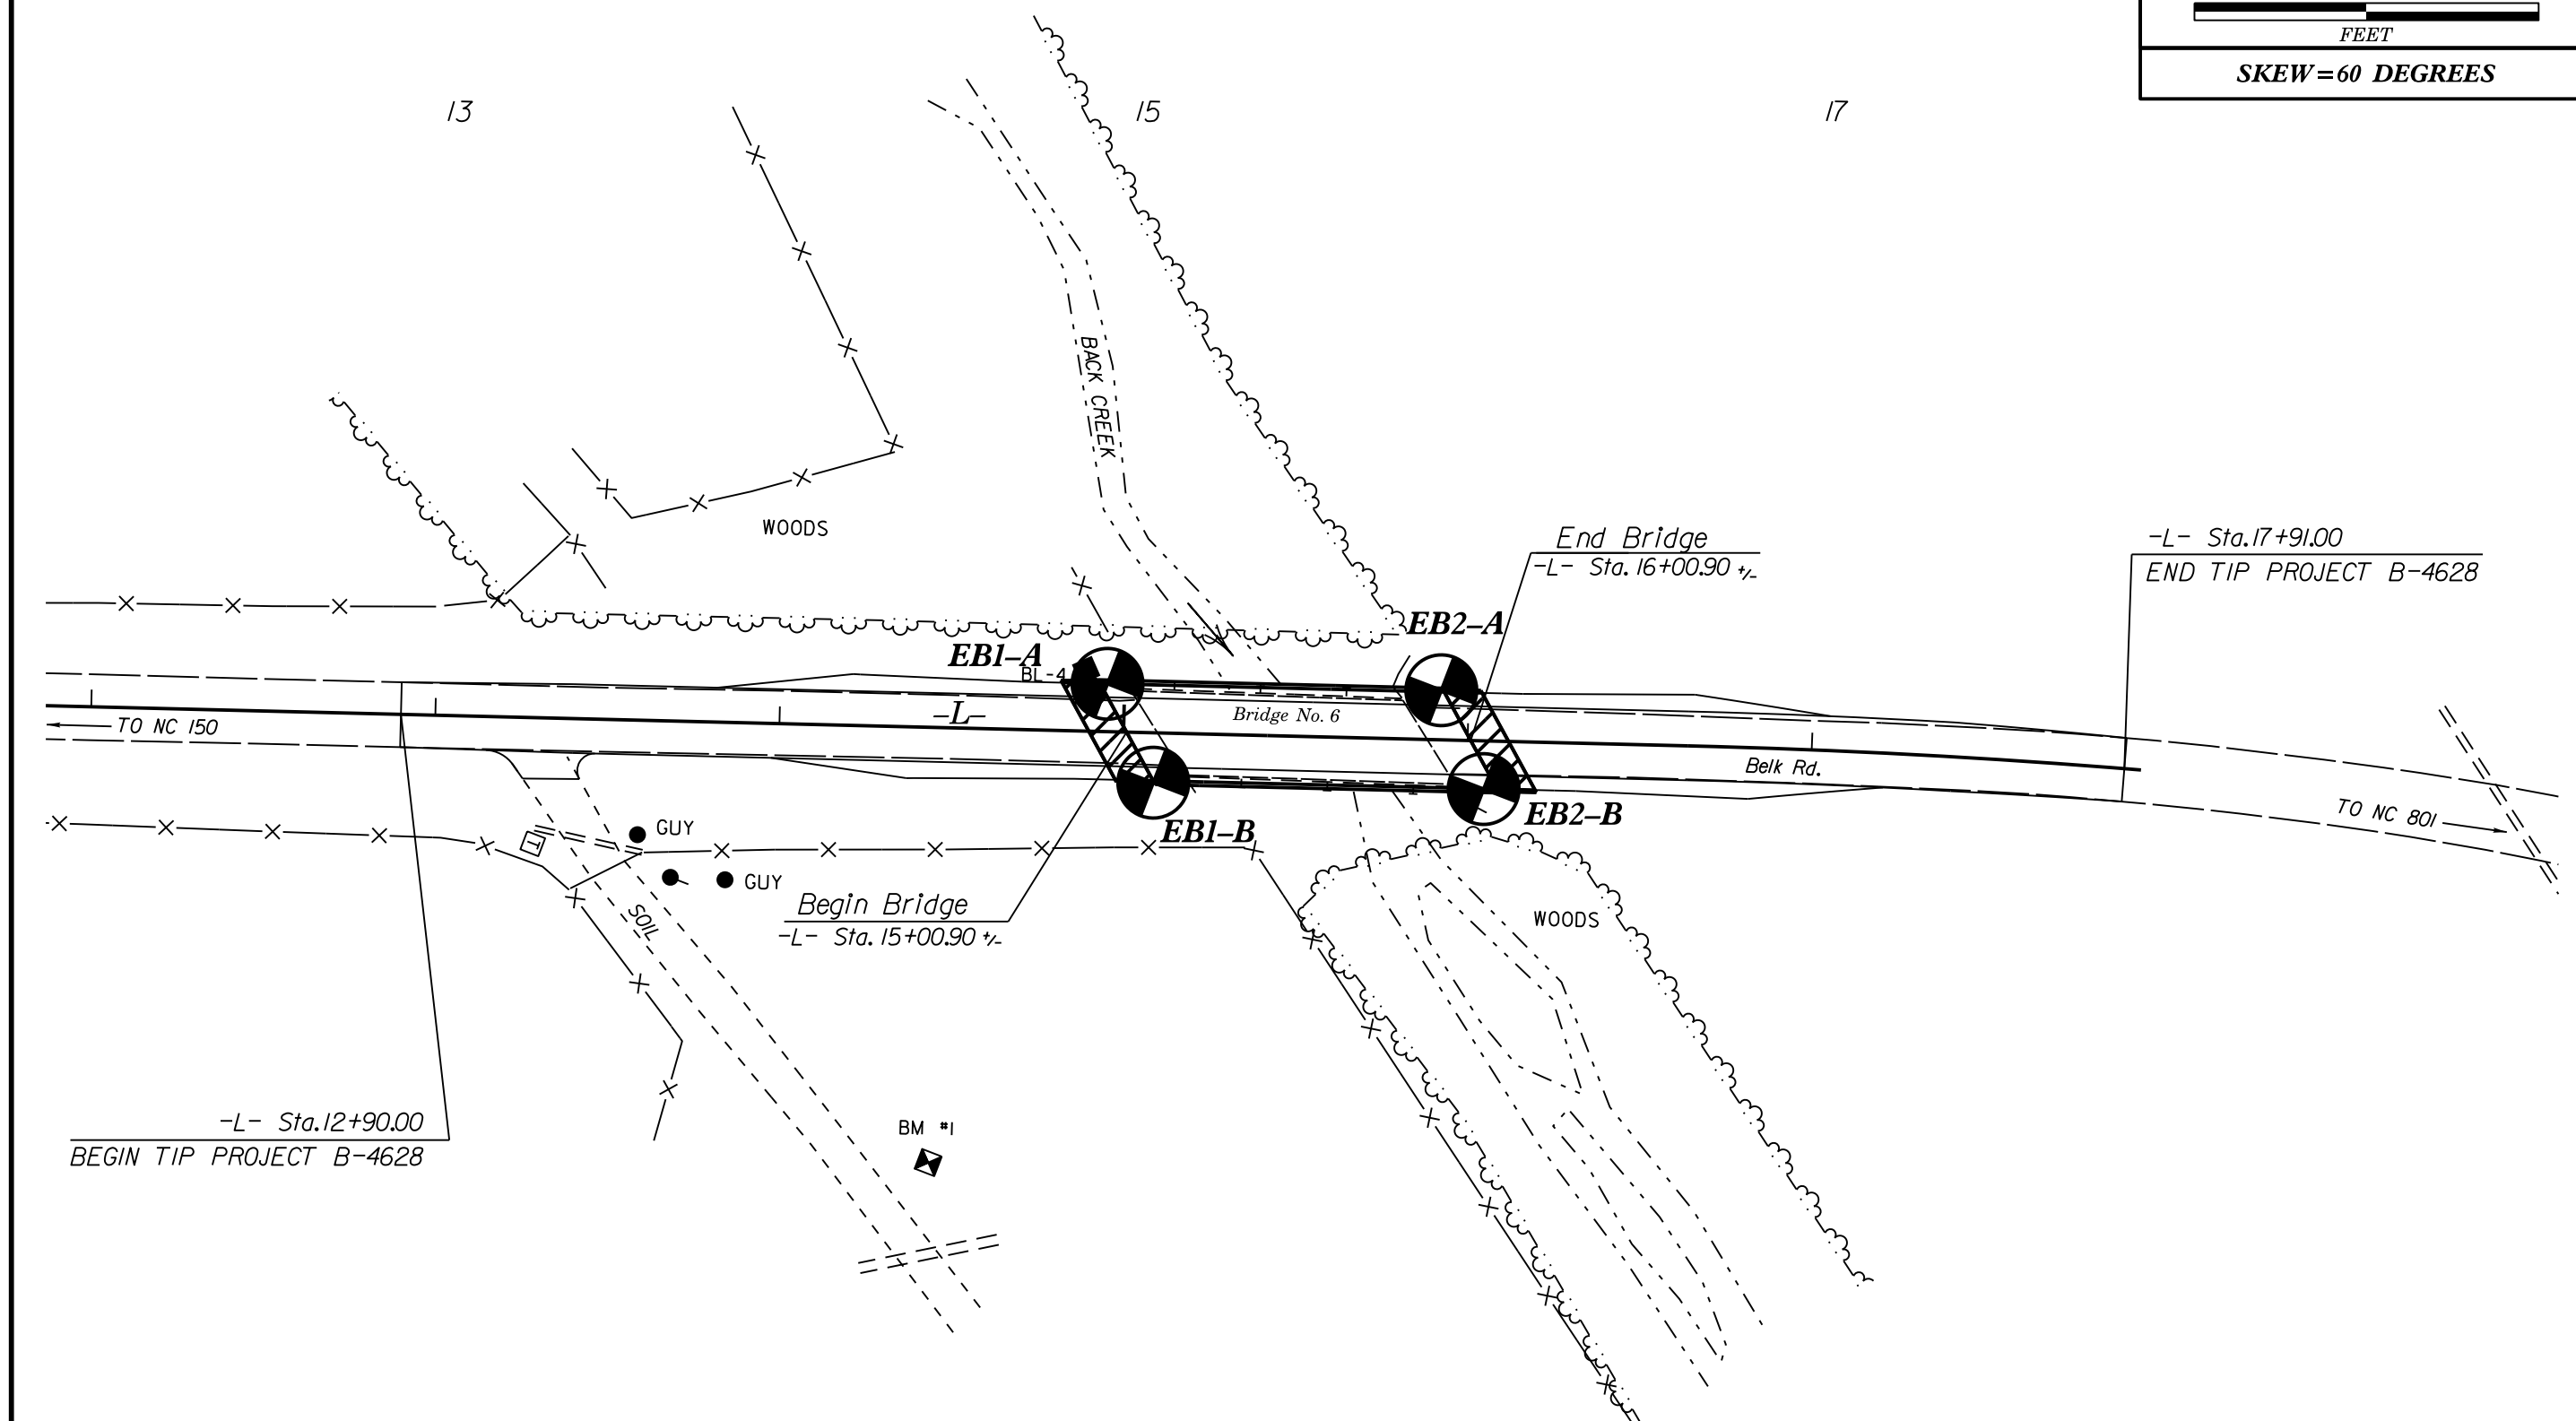 FEET
SKEW=60 DEGREES
13
15
17
BACK CREEK
WOODS
End Bridge
-L- Sta. 16+00.90 +/-
-L- Sta. 17+91.00
END TIP PROJECT B-4628
EB2-A
EB1-A
BL-4
-L-
Bridge No. 6
TO NC 150
Belk Rd.
TO NC 801
EB2-B
EB1-B
GUY
T
GUY
SOIL
Begin Bridge
-L- Sta. 15+00.90 +/-
WOODS
-L- Sta. 12+90.00
BEGIN TIP PROJECT B-4628
BM #1